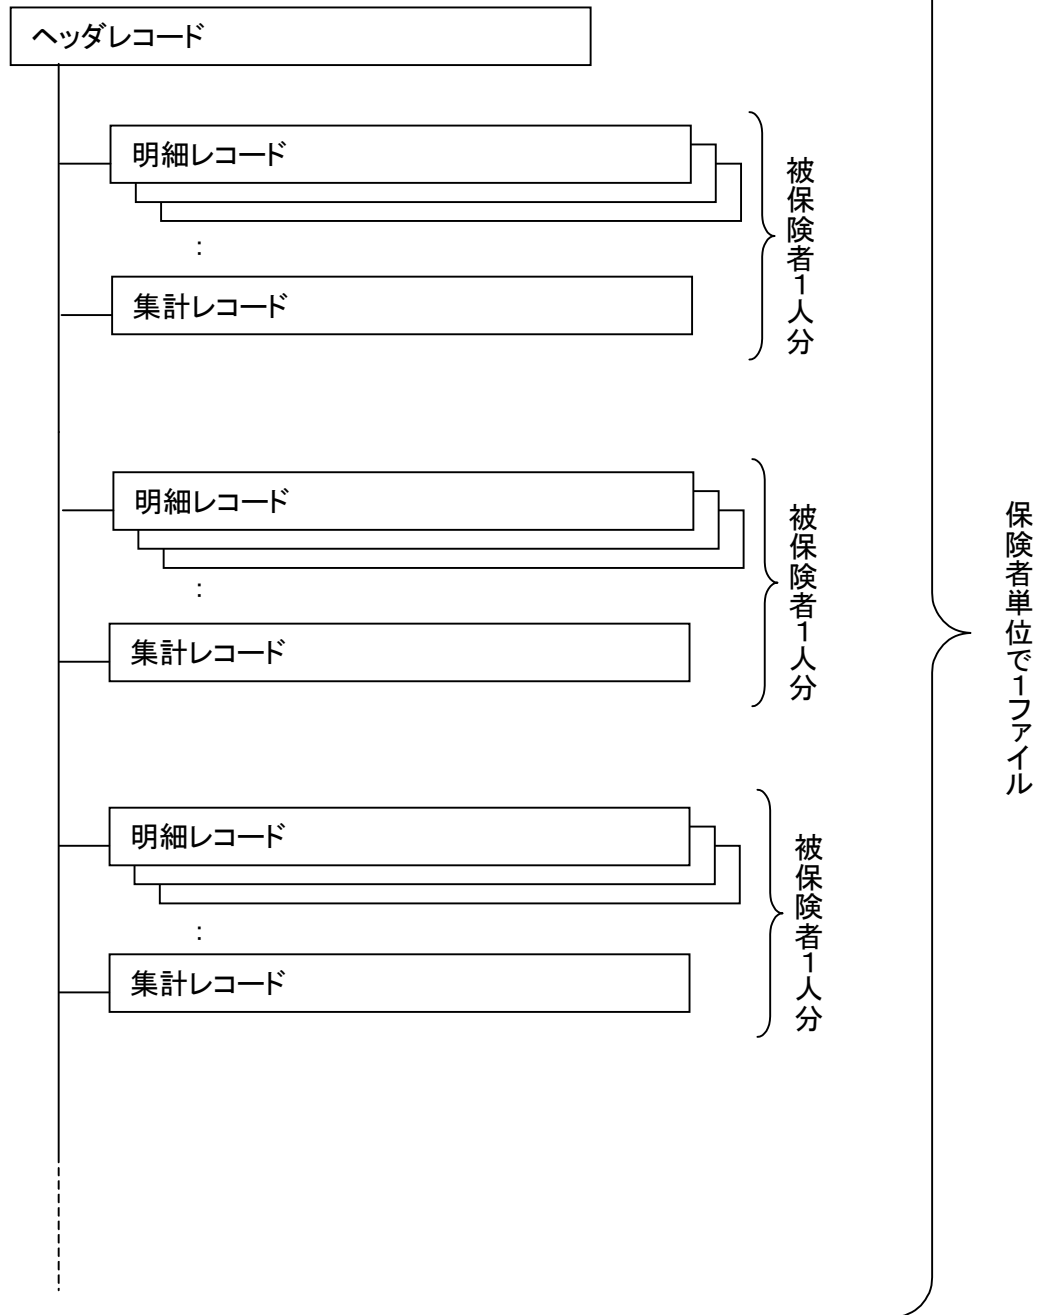 ヘッダレコード
明細レコード
:
集計レコード
被保険者1人分
明細レコード
:
集計レコード
被保険者1人分
明細レコード
:
集計レコード
被保険者1人分
保険者単位で1ファイル